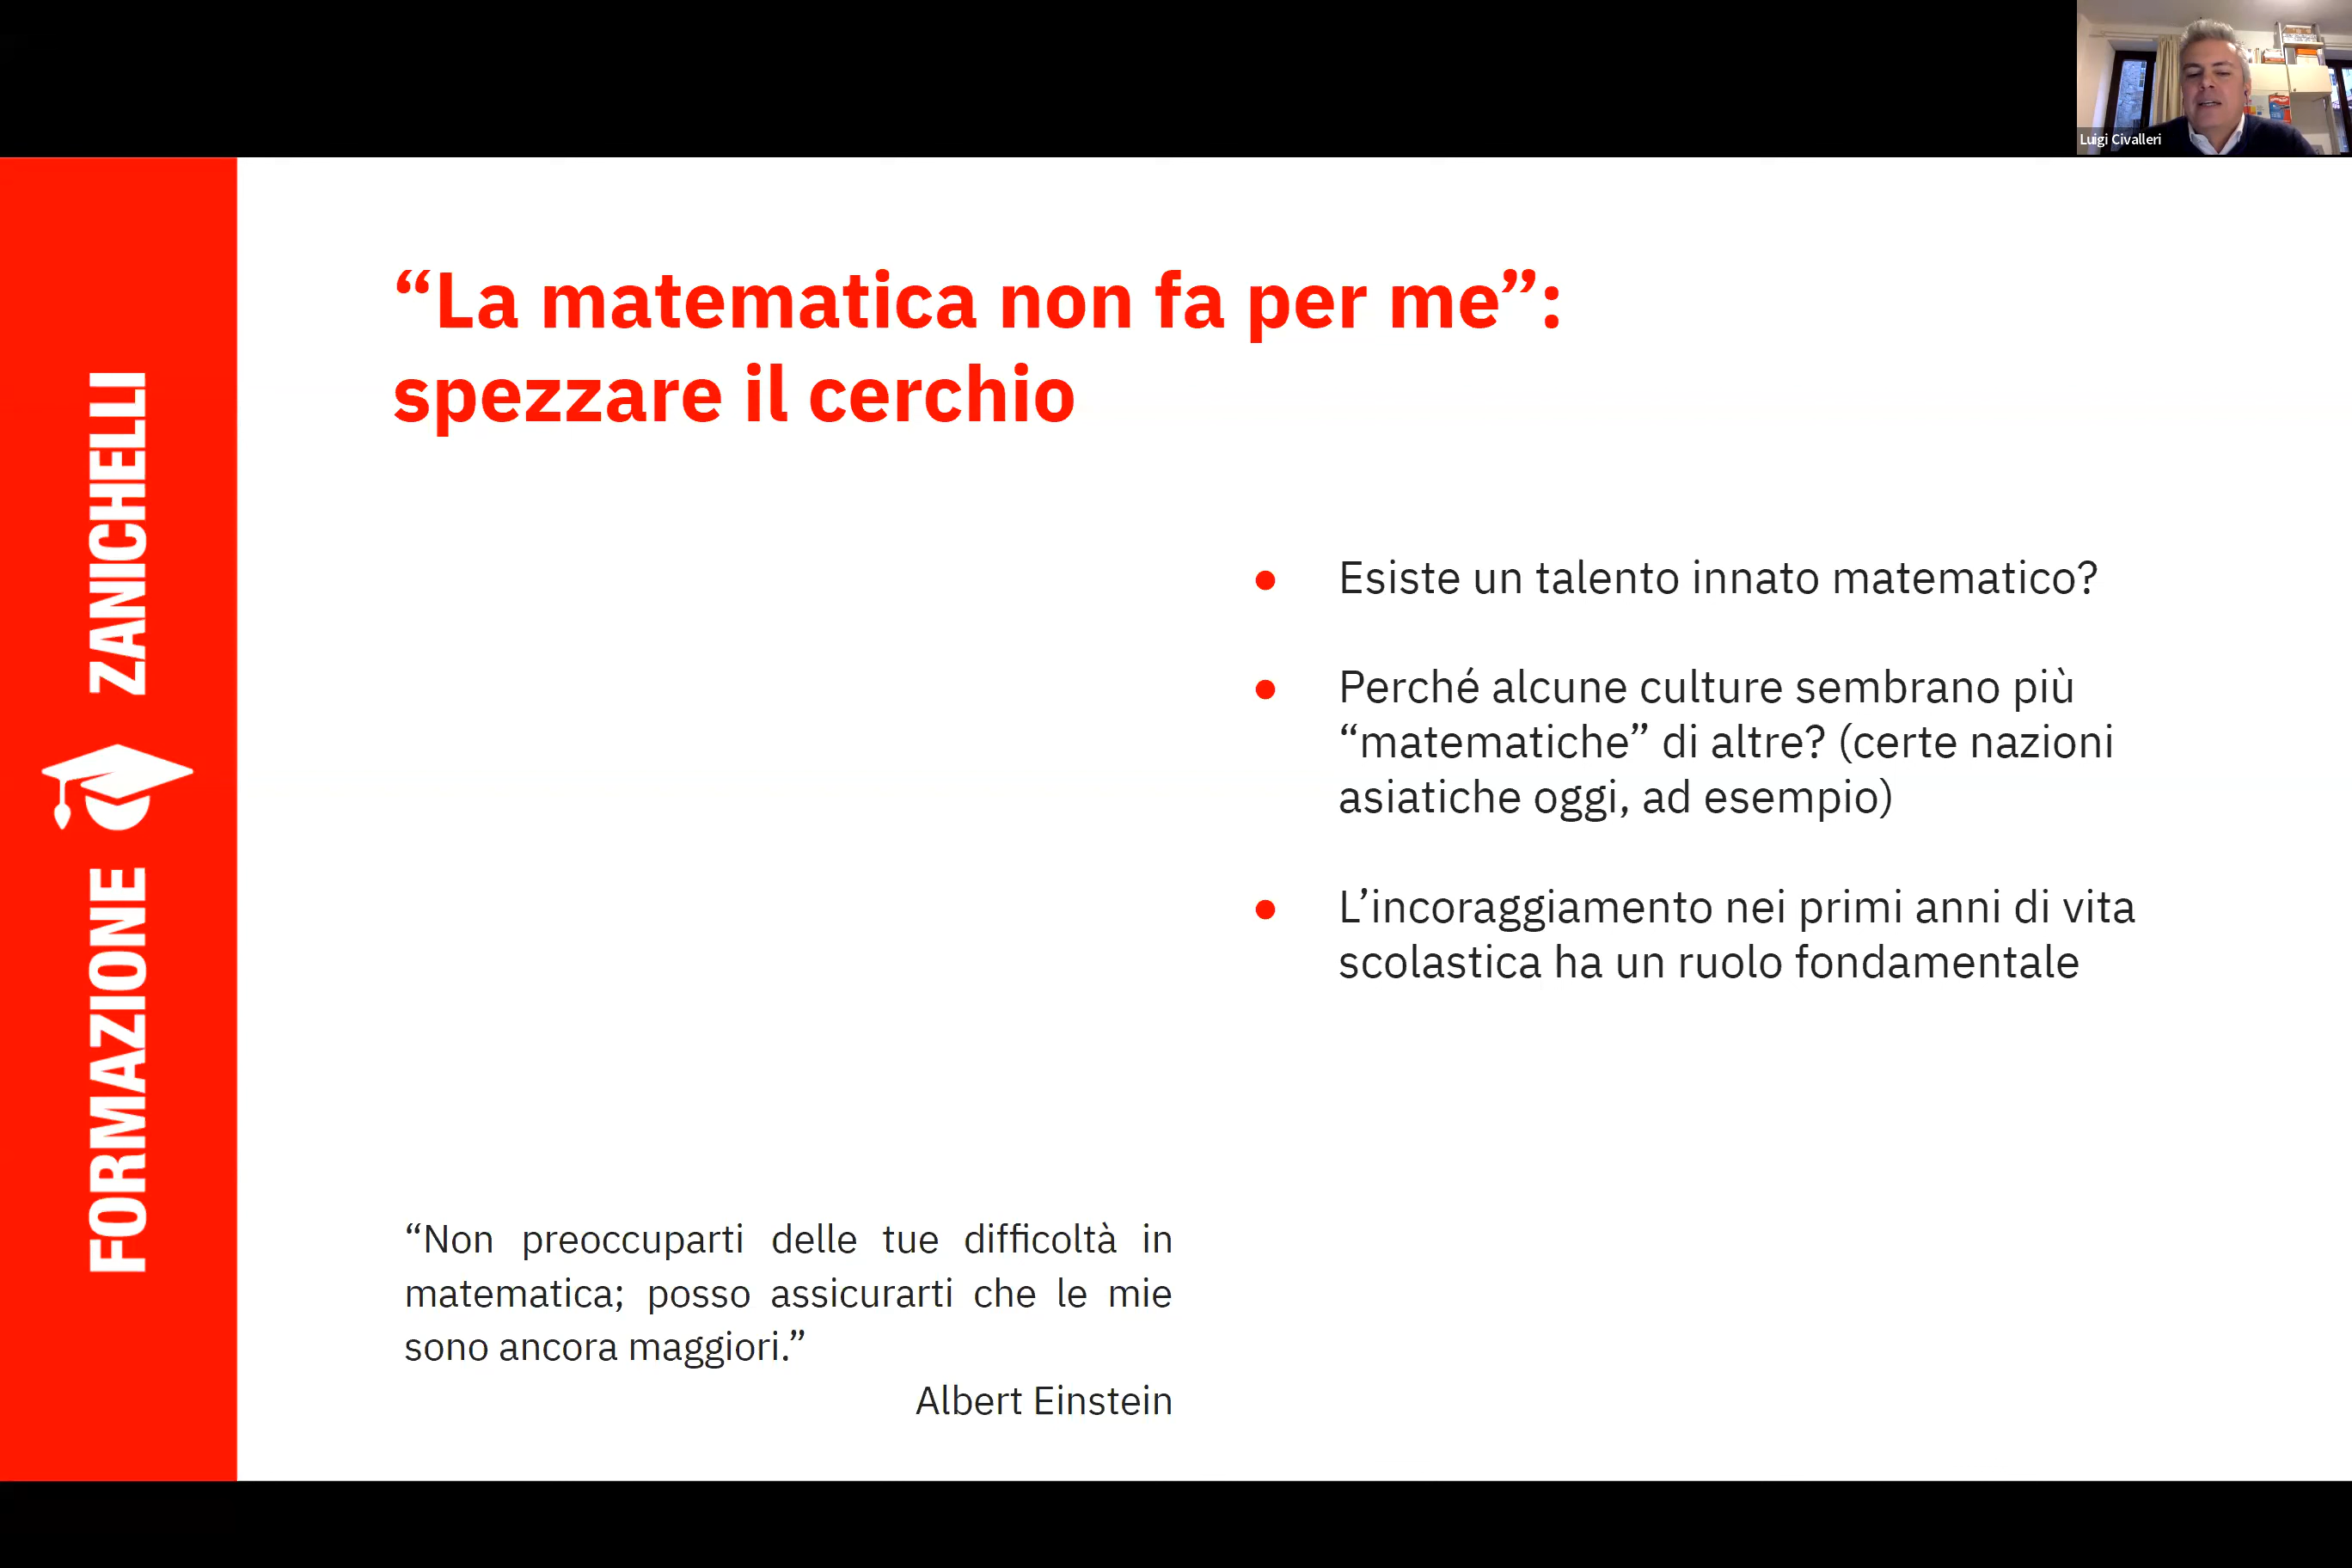 Luigi Civalleri
FORMAZIONE ZANICHELLI
“La matematica non fa per me”:
spezzare il cerchio
● Esiste un talento innato matematico?
● Perché alcune culture sembrano più
“matematiche” di altre? (certe nazioni
asiatiche oggi, ad esempio)
● L’incoraggiamento nei primi anni di vita
scolastica ha un ruolo fondamentale
“Non preoccuparti delle tue difficoltà in
matematica; posso assicurarti che le mie
sono ancora maggiori.”
Albert Einstein